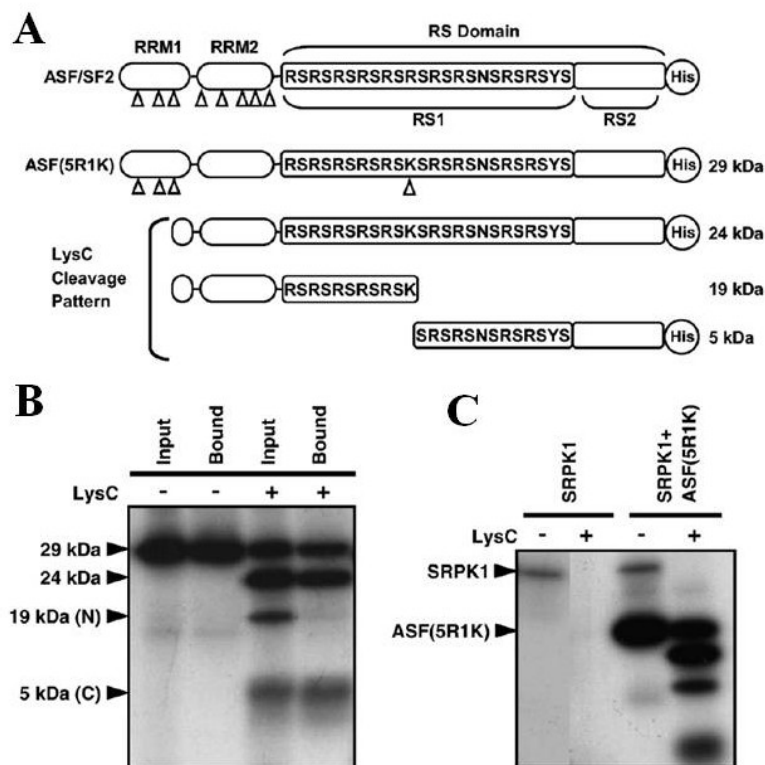 A
RRM1 RRM2 RS Domain
ASF/SF2 RSRSRSRSRSRSRSRSNSRSRSYS His
RS1 RS2
ASF(5R1K) RSRSRSRSRSKSRSRSNSRSRSYS His 29 kDa
LysC
Cleavage
Pattern
RSRSRSRSRSKSRSRSNSRSRSYS His 24 kDa
RSRSRSRSRSK 19 kDa
SRSRSNSRSRSYS His 5 kDa
B
Input Bound Input Bound
LysC - - + +
29 kDa
24 kDa
19 kDa (N)
5 kDa (C)
C
SRPK1
SRPK1+
ASF(5R1K)
LysC - + - +
SRPK1
ASF(5R1K)